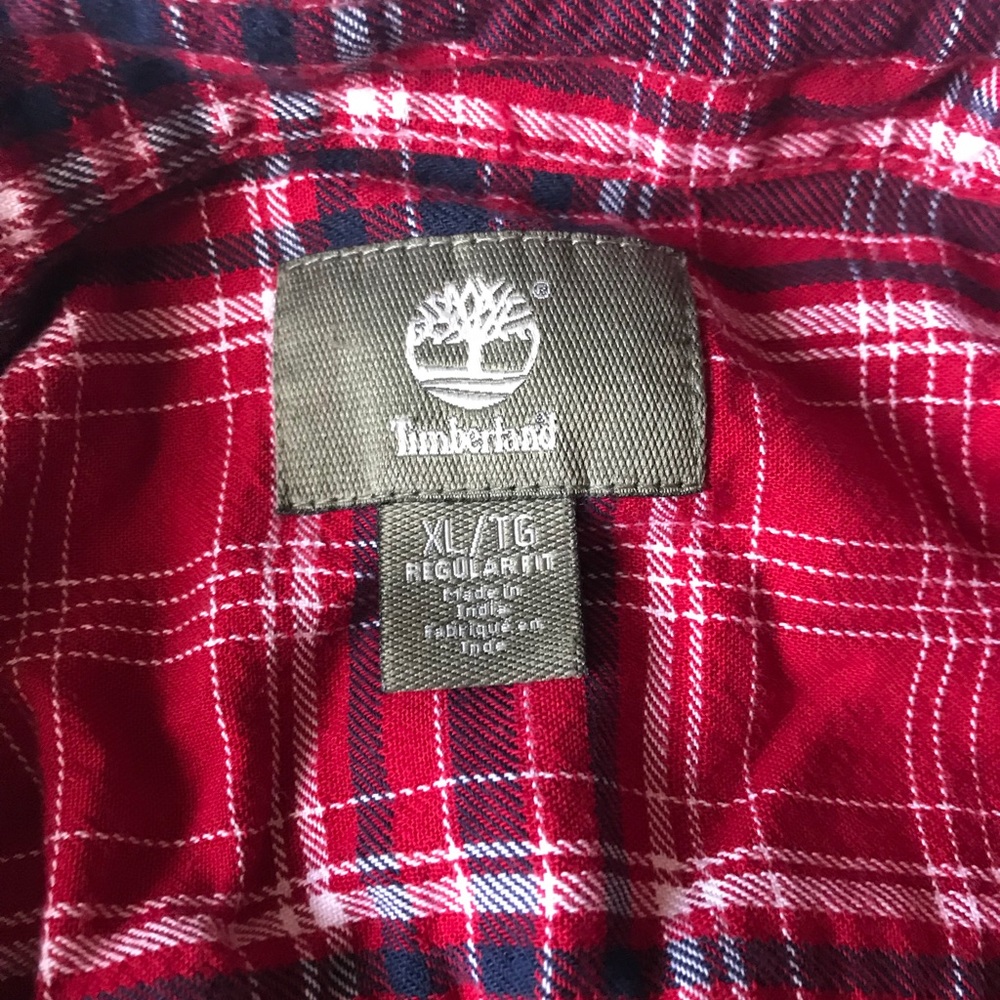 ®
Timberland
XL/TG
REGULAR FIT
Made in
India
Fabriqué en
Inde